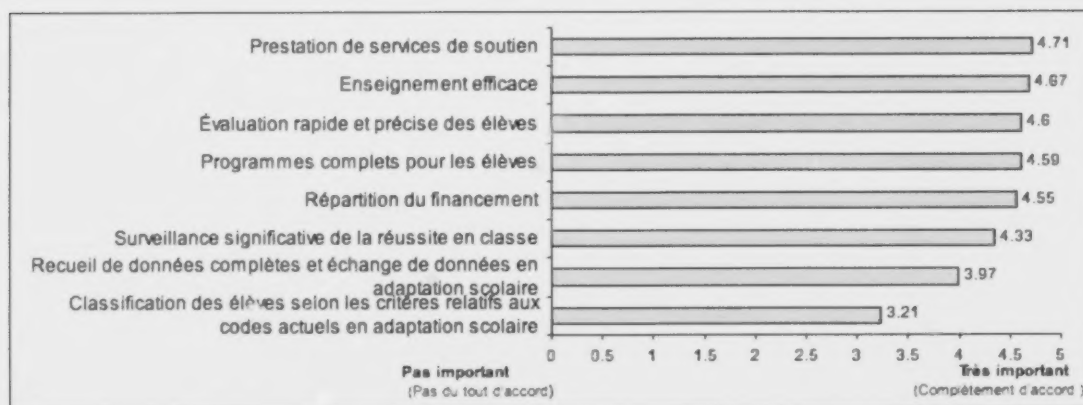 Prestation de services de soutien 4.71
Enseignement efficace 4.67
Évaluation rapide et précise des élèves 4.6
Programmes complets pour les élèves 4.59
Répartition du financement 4.55
Surveillance significative de la réussite en classe 4.33
Recueil de données complètes et échange de données en
adaptation scolaire 3.97
Classification des élèves selon les critères relatifs aux
codes actuels en adaptation scolaire 3.21
0 0.5 1 1.5 2 2.5 3 3.5 4 4.5 5
Pas important Très important
(Pas du tout d'accord) (Complètement d'accord )